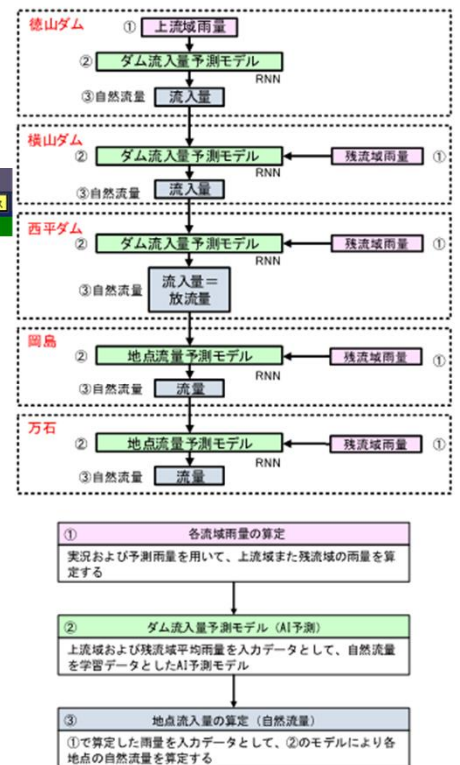 徳山ダム
① 上流域雨量
② ダム流入量予測モデル
RNN
③自然流量 流入量
横山ダム
② ダム流入量予測モデル 残流域雨量 ①
RNN
③自然流量 流入量
西平ダム
② ダム流入量予測モデル 残流域雨量 ①
RNN
③自然流量 流入量=
放流量
岡島
② 地点流量予測モデル 残流域雨量 ①
RNN
③自然流量 流量
万石
② 地点流量予測モデル 残流域雨量 ①
RNN
③自然流量 流量
① 各流域雨量の算定
実況および予測雨量を用いて、上流域また残流域の雨量を算
定する
② ダム流入量予測モデル(AI予測)
上流域および残流域平均雨量を入力データとして、自然流量
を学習データとしたAI予測モデル
③ 地点流入量の算定(自然流量)
①で算定した雨量を入力データとして、②のモデルにより各
地点の自然流量を算定する